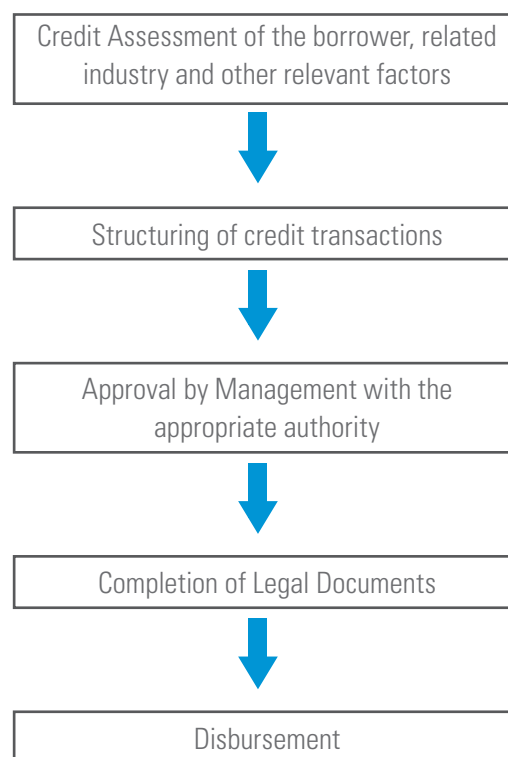 Credit Assessment of the borrower, related
industry and other relevant factors
Structuring of credit transactions
Approval by Management with the
appropriate authority
Completion of Legal Documents
Disbursement